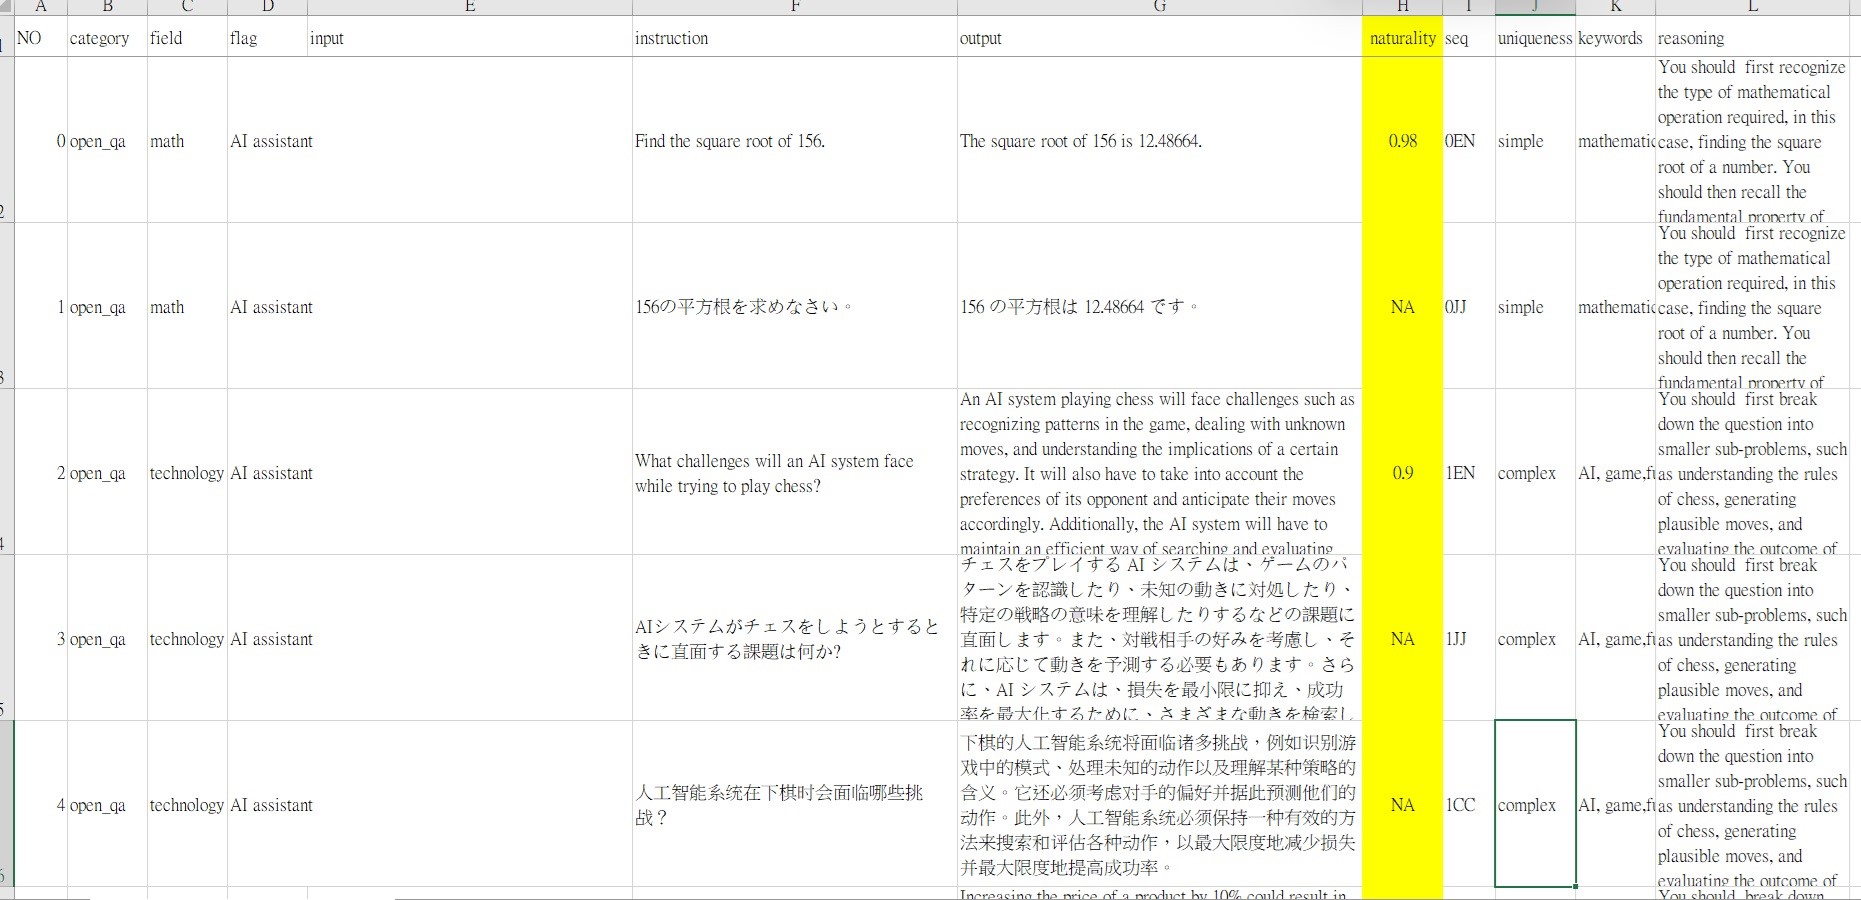 A B C D E F G H I J K L
1 NO category field flag input instruction output naturality seq uniqueness keywords reasoning
2 0 open_qa math AI assistant Find the square root of 156. The square root of 156 is 12.48664. 0.98 0EN simple mathematic
You should first recognize
the type of mathematical
operation required, in this
case, finding the square
root of a number. You
should then recall the
fundamental property of
3 1 open_qa math AI assistant 156の平方根を求めなさい。 156 の平方根は 12.48664 です。 NA 0JJ simple mathematic
You should first recognize
the type of mathematical
operation required, in this
case, finding the square
root of a number. You
should then recall the
fundamental property of
4 2 open_qa technology AI assistant
What challenges will an AI system face
while trying to play chess?
An AI system playing chess will face challenges such as
recognizing patterns in the game, dealing with unknown
moves, and understanding the implications of a certain
strategy. It will also have to take into account the
preferences of its opponent and anticipate their moves
accordingly. Additionally, the AI system will have to
maintain an efficient way of searching and evaluating
0.9 1EN complex AI, game,fu
You should first break
down the question into
smaller sub-problems, such
as understanding the rules
of chess, generating
plausible moves, and
evaluating the outcome of
5 3 open_qa technology AI assistant
AIシステムがチェスをしようとすると
きに直面する課題は何か?
チェスをプレイする AI システムは、ゲームのパ
ターンを認識したり、未知の動きに対処したり、
特定の戦略の意味を理解したりするなどの課題に
直面します。また、対戦相手の好みを考慮し、そ
れに応じて動きを予測する必要もあります。さら
に、AI システムは、損失を最小限に抑え、成功
率を最大化するために、さまざまな動きを検索し
NA 1JJ complex AI, game,fu
You should first break
down the question into
smaller sub-problems, such
as understanding the rules
of chess, generating
plausible moves, and
evaluating the outcome of
6 4 open_qa technology AI assistant
人工智能系统在下棋时会面临哪些挑
战？
下棋的人工智能系统将面临诸多挑战，例如识别游
戏中的模式、处理未知的动作以及理解某种策略的
含义。它还必须考虑对手的偏好并据此预测他们的
动作。此外，人工智能系统必须保持一种有效的方
法来搜索和评估各种动作，以最大限度地减少损失
并最大限度地提高成功率。
NA 1CC complex AI, game,fu
You should first break
down the question into
smaller sub-problems, such
as understanding the rules
of chess, generating
plausible moves, and
evaluating the outcome of
Increasing the price of a product by 10% could result in
You should break down